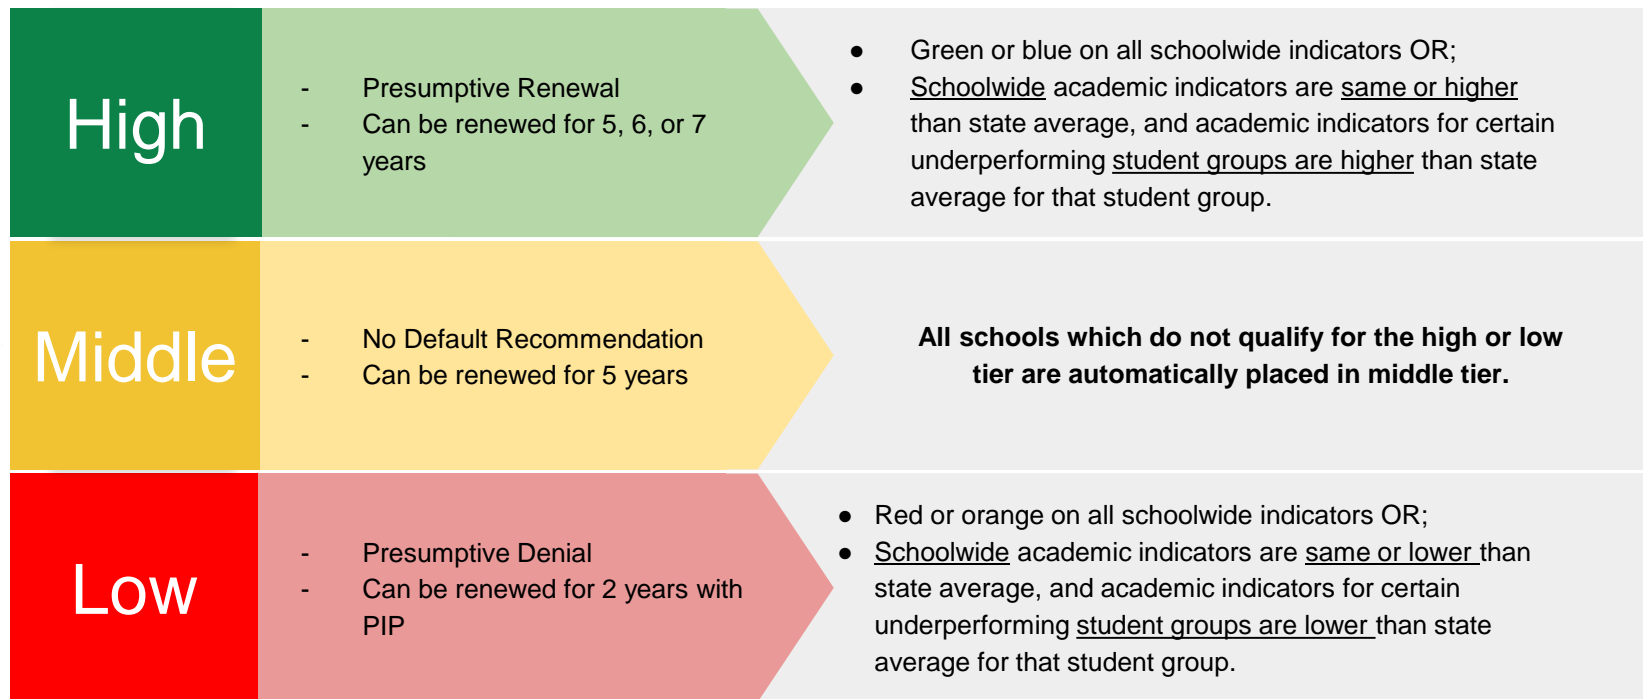 High
- Presumptive Renewal
- Can be renewed for 5, 6, or 7
years
● Green or blue on all schoolwide indicators OR;
● Schoolwide academic indicators are same or higher
than state average, and academic indicators for certain
underperforming student groups are higher than state
average for that student group.
Middle
- No Default Recommendation
- Can be renewed for 5 years
All schools which do not qualify for the high or low
tier are automatically placed in middle tier.
Low
- Presumptive Denial
- Can be renewed for 2 years with
PIP
● Red or orange on all schoolwide indicators OR;
● Schoolwide academic indicators are same or lower than
state average, and academic indicators for certain
underperforming student groups are lower than state
average for that student group.